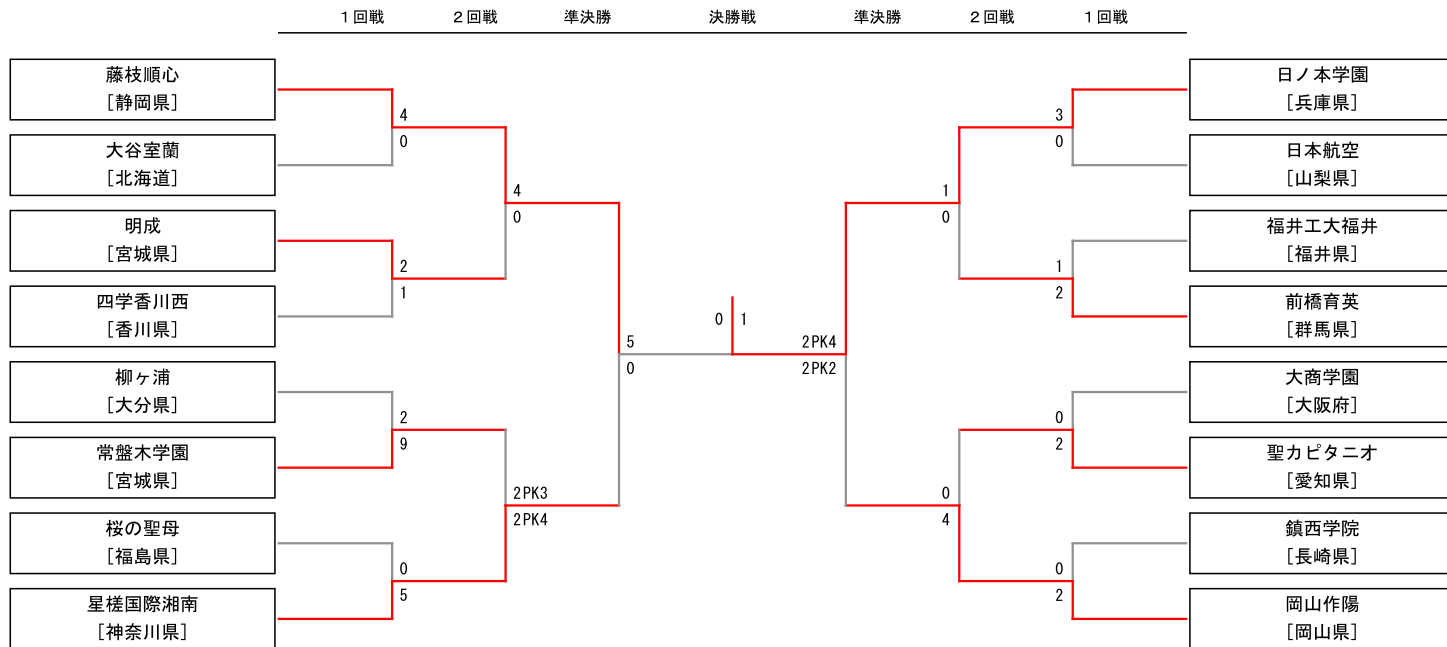 １回戦
２回戦
準決勝
決勝戦
準決勝
２回戦
１回戦
藤枝順心
［静岡県］
大谷室蘭
［北海道］
明成
［宮城県］
四学香川西
［香川県］
柳ヶ浦
［大分県］
常盤木学園
［宮城県］
桜の聖母
［福島県］
星槎国際湘南
［神奈川県］
4
0
2
1
2
9
0
5
4
0
2PK3
2PK4
5
0
0
1
2PK4
2PK2
1
0
0
4
3
0
1
2
0
2
0
2
日ノ本学園
［兵庫県］
日本航空
［山梨県］
福井工大福井
［福井県］
前橋育英
［群馬県］
大商学園
［大阪府］
聖カピタニオ
［愛知県］
鎮西学院
［長崎県］
岡山作陽
［岡山県］